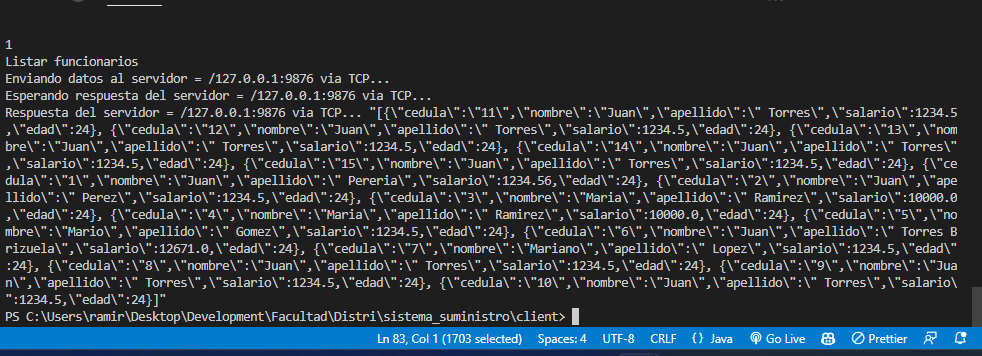 1
Listar funcionarios
Enviando datos al servidor = /127.0.0.1:9876 via TCP...
Esperando respuesta del servidor = /127.0.0.1:9876 via TCP...
Respuesta del servidor = /127.0.0.1:9876 via TCP... "[{\"cedula\":\"11\",\"nombre\":\"Juan\",\"apellido\":\" Torres\",\"salario\":1234.5
,\"edad\":24}, {\"cedula\":\"12\",\"nombre\":\"Juan\",\"apellido\":\" Torres\",\"salario\":1234.5,\"edad\":24}, {\"cedula\":\"13\",\"nom
bre\":\"Juan\",\"apellido\":\" Torres\",\"salario\":1234.5,\"edad\":24}, {\"cedula\":\"14\",\"nombre\":\"Juan\",\"apellido\":\" Torres\"
,\"salario\":1234.5,\"edad\":24}, {\"cedula\":\"15\",\"nombre\":\"Juan\",\"apellido\":\" Torres\",\"salario\":1234.5,\"edad\":24}, {\"ce
dula\":\"1\",\"nombre\":\"Juan\",\"apellido\":\" Pereria\",\"salario\":1234.56,\"edad\":24}, {\"cedula\":\"2\",\"nombre\":\"Juan\",\"ape
llido\":\" Perez\",\"salario\":1234.5,\"edad\":24}, {\"cedula\":\"3\",\"nombre\":\"Maria\",\"apellido\":\" Ramirez\",\"salario\":10000.0
,\"edad\":24}, {\"cedula\":\"4\",\"nombre\":\"Maria\",\"apellido\":\" Ramirez\",\"salario\":10000.0,\"edad\":24}, {\"cedula\":\"5\",\"no
mbre\":\"Mario\",\"apellido\":\" Gomez\",\"salario\":1234.5,\"edad\":24}, {\"cedula\":\"6\",\"nombre\":\"Juan\",\"apellido\":\" Torres B
rizuela\",\"salario\":12671.0,\"edad\":24}, {\"cedula\":\"7\",\"nombre\":\"Mariano\",\"apellido\":\" Lopez\",\"salario\":1234.5,\"edad\"
:24}, {\"cedula\":\"8\",\"nombre\":\"Juan\",\"apellido\":\" Torres\",\"salario\":1234.5,\"edad\":24}, {\"cedula\":\"9\",\"nombre\":\"Jua
n\",\"apellido\":\" Torres\",\"salario\":1234.5,\"edad\":24}, {\"cedula\":\"10\",\"nombre\":\"Juan\",\"apellido\":\" Torres\",\"salario\
":1234.5,\"edad\":24}]"
PS C:\Users\ramir\Desktop\Development\Facultad\Distri\sistema_suministro\client>
Ln 83, Col 1 (1703 selected) Spaces: 4 UTF-8 CRLF {} Java Go Live Prettier